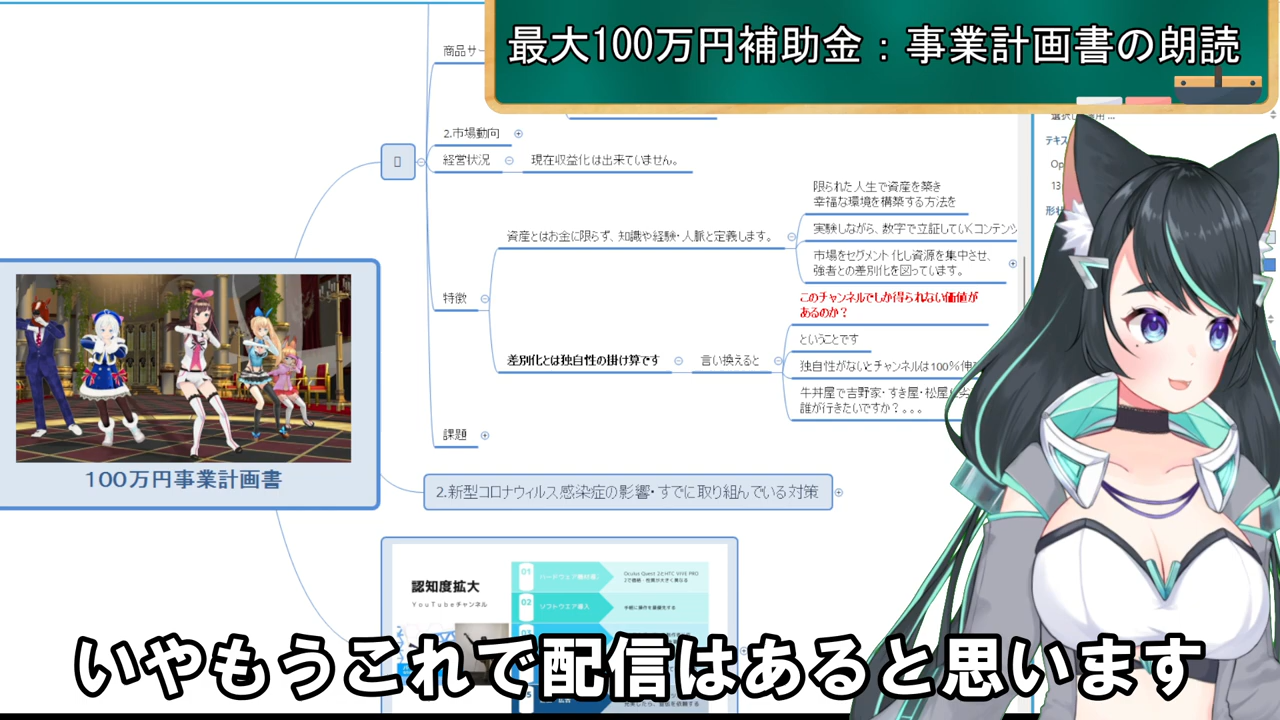 最大100万円補助金：事業計画書の朗読
商品サー
2.市場動向
経営状況
現在収益化は出来ていません。
限られた人生で資産を築き
幸福な環境を構築する方法を
資産とはお金に限らず、知識や経験・人脈と定義します。
実験しながら、数字で立証していくコンテンツ
市場をセグメント化し資源を集中させ、
強者との差別化を図っています。
特徴
このチャンネルでしか得られない価値が
あるのか？
差別化とは独自性の掛け算です
言い換えると
ということです
独自性がないとチャンネルは100％伸
牛丼屋で吉野家・すき屋・松屋
誰が行きたいですか？。。。
課題
100万円事業計画書
2.新型コロナウィルス感染症の影響・すでに取り組んでいる対策
認知度拡大
YouTubeチャンネル
01
02
ソフトウエア導入
手軽に操作を重要視する
いやもうこれで配信はあると思います